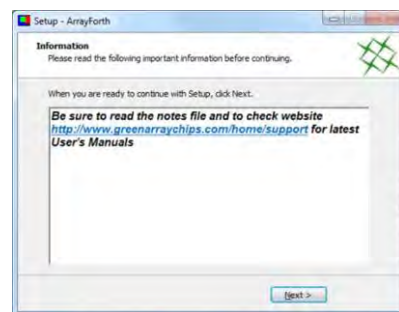 Setup - ArrayForth
Information
Please read the following important information before continuing.
When you are ready to continue with Setup, click Next.
Be sure to read the notes file and to check website
http://www.greenarraychips.com/home/support for latest
User's Manuals
Next >